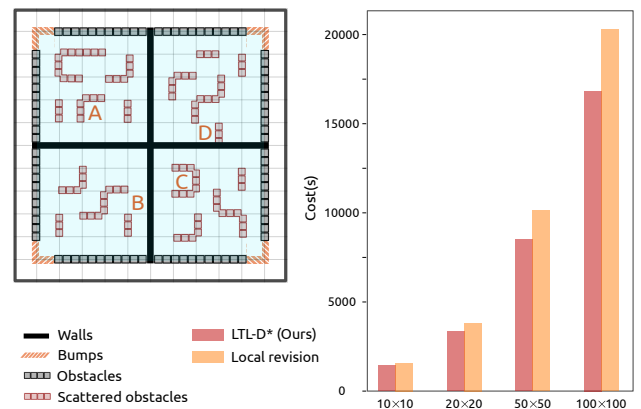 A
D
C
B
Walls
Bumps
Obstacles
Scattered obstacles
LTL-D* (Ours)
Local revision
Cost(s)
20000
15000
10000
5000
0
10×10 20×20 50×50 100×100